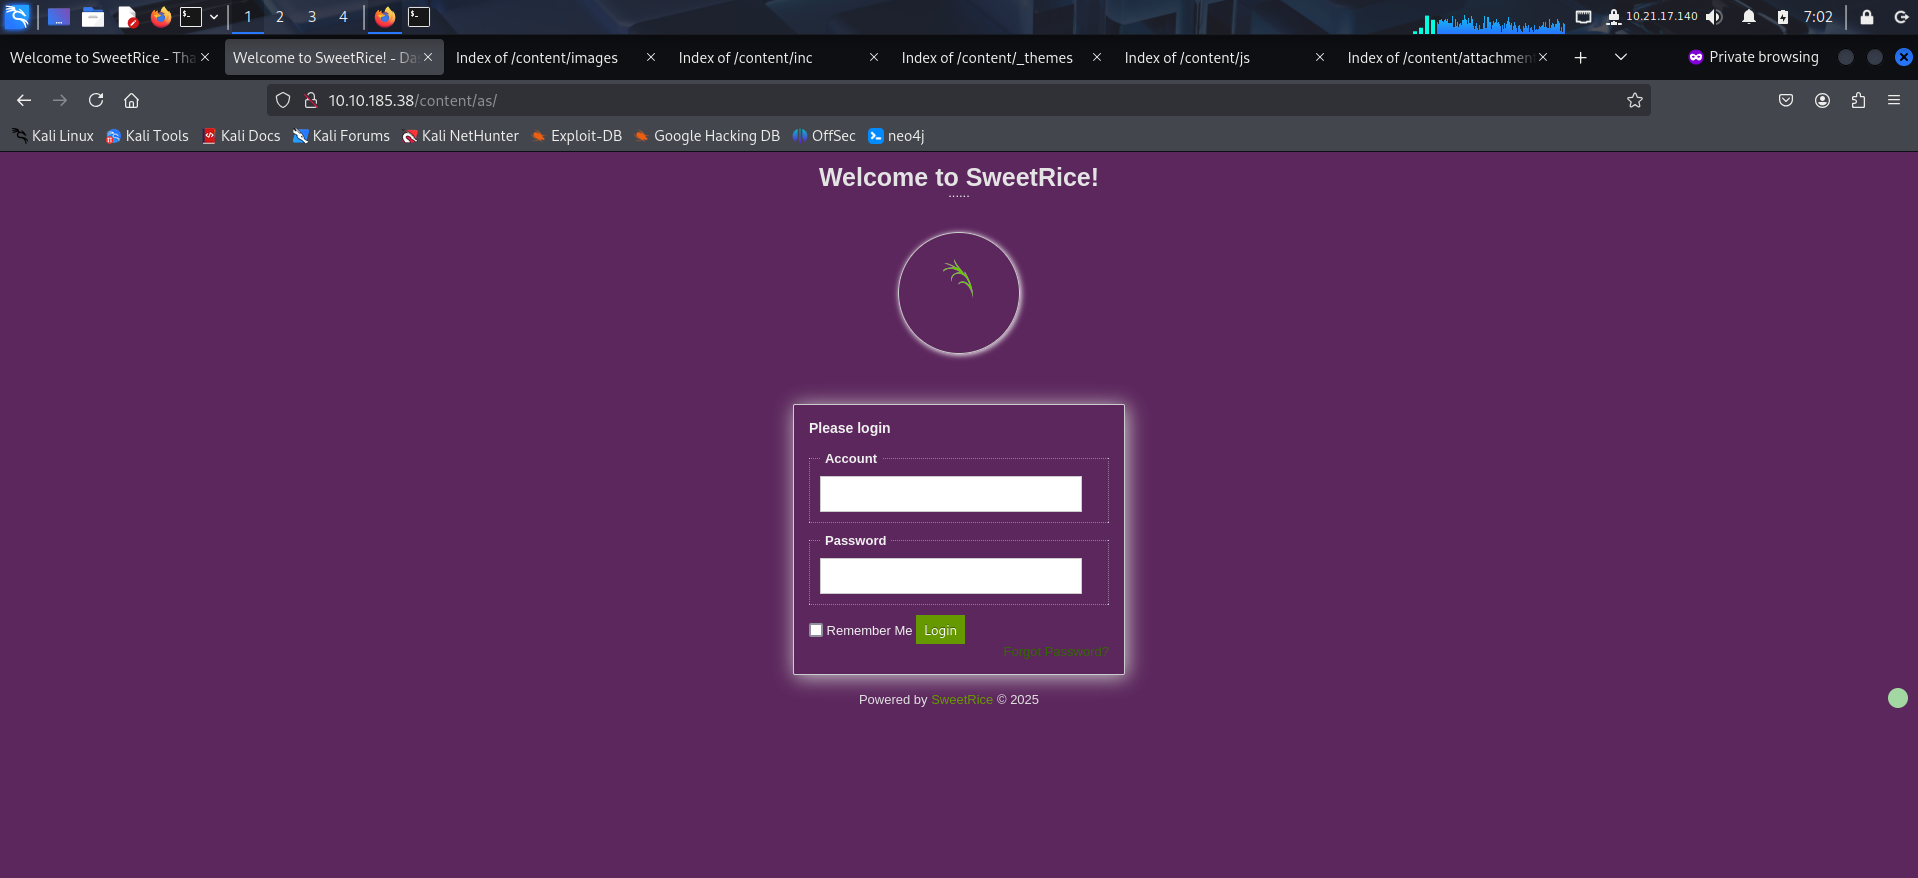 1 2 3 4 10.21.17.140 7:02
Welcome to SweetRice - Tha Welcome to SweetRice! - Da Index of /content/images Index of /content/inc Index of /content/_themes Index of /content/js Index of /content/attachment Private browsing
10.10.185.38/content/as/
Kali Linux Kali Tools Kali Docs Kali Forums Kali NetHunter Exploit-DB Google Hacking DB OffSec neo4j
Welcome to SweetRice!
......
Please login
Account
Password
Remember Me Login
Forgot Password?
Powered by SweetRice © 2025